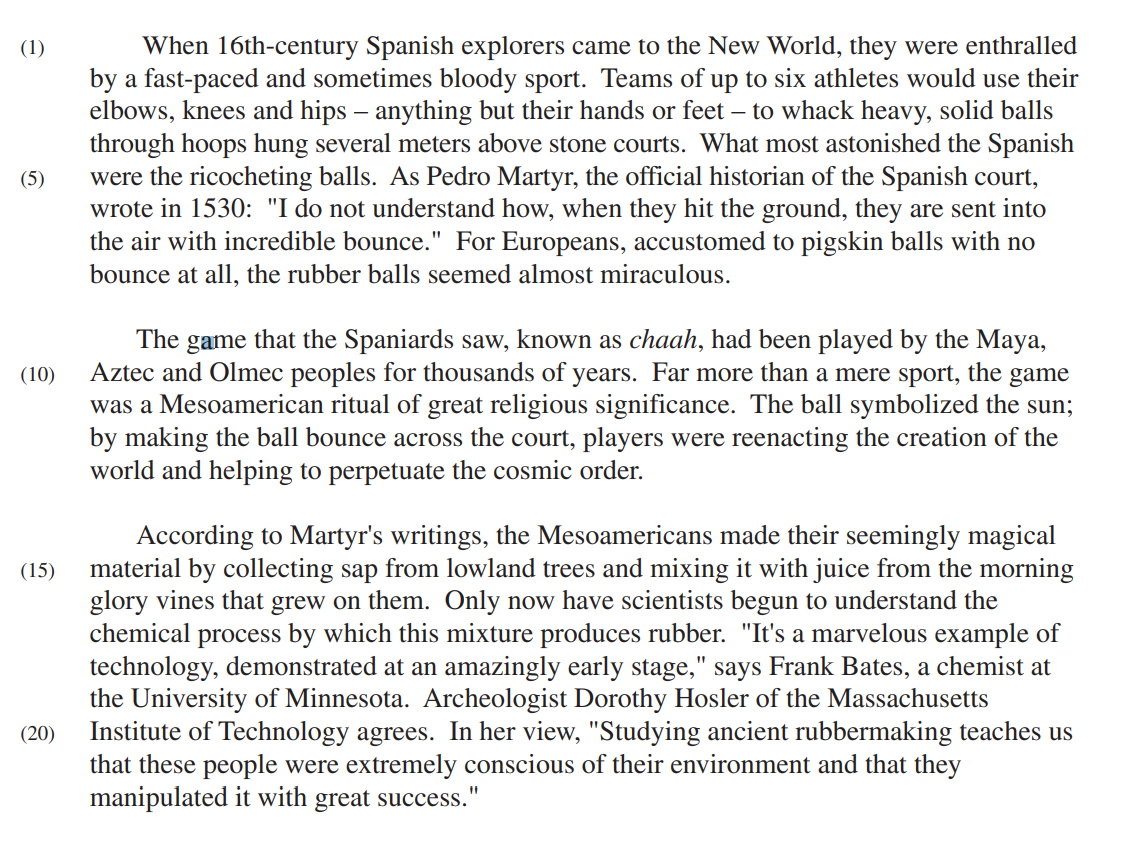 (1) When 16th-century Spanish explorers came to the New World, they were enthralled
by a fast-paced and sometimes bloody sport. Teams of up to six athletes would use their
elbows, knees and hips – anything but their hands or feet – to whack heavy, solid balls
through hoops hung several meters above stone courts. What most astonished the Spanish
(5) were the ricocheting balls. As Pedro Martyr, the official historian of the Spanish court,
wrote in 1530: "I do not understand how, when they hit the ground, they are sent into
the air with incredible bounce." For Europeans, accustomed to pigskin balls with no
bounce at all, the rubber balls seemed almost miraculous.
The game that the Spaniards saw, known as chaah, had been played by the Maya,
(10) Aztec and Olmec peoples for thousands of years. Far more than a mere sport, the game
was a Mesoamerican ritual of great religious significance. The ball symbolized the sun;
by making the ball bounce across the court, players were reenacting the creation of the
world and helping to perpetuate the cosmic order.
According to Martyr's writings, the Mesoamericans made their seemingly magical
(15) material by collecting sap from lowland trees and mixing it with juice from the morning
glory vines that grew on them. Only now have scientists begun to understand the
chemical process by which this mixture produces rubber. "It's a marvelous example of
technology, demonstrated at an amazingly early stage," says Frank Bates, a chemist at
the University of Minnesota. Archeologist Dorothy Hosler of the Massachusetts
(20) Institute of Technology agrees. In her view, "Studying ancient rubbermaking teaches us
that these people were extremely conscious of their environment and that they
manipulated it with great success."